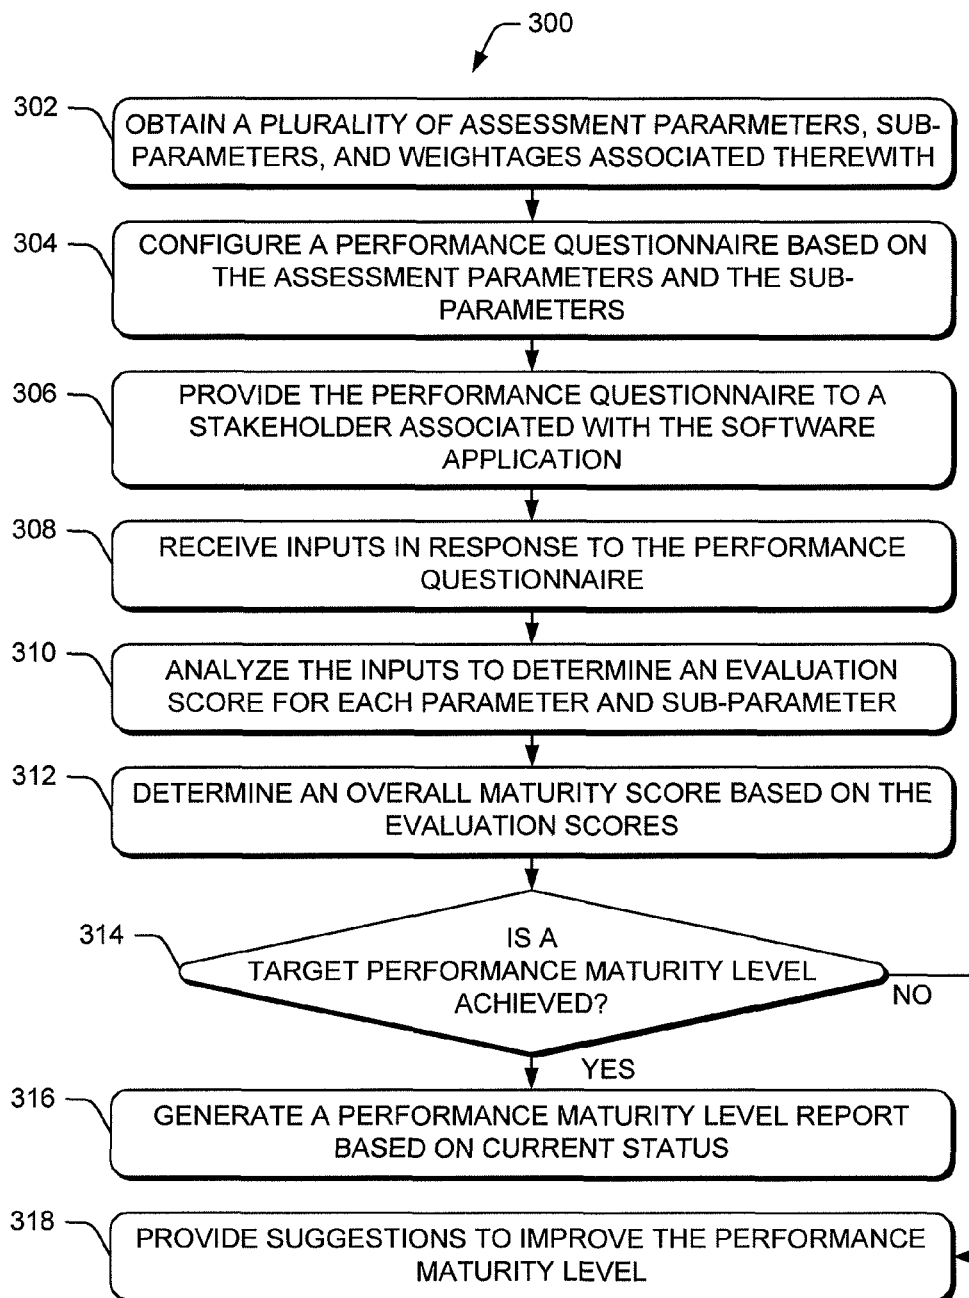 300
302
OBTAIN A PLURALITY OF ASSESSMENT PARARMETERS, SUB-
PARAMETERS, AND WEIGHTAGES ASSOCIATED THEREWITH
304
CONFIGURE A PERFORMANCE QUESTIONNAIRE BASED ON
THE ASSESSMENT PARAMETERS AND THE SUB-
PARAMETERS
306
PROVIDE THE PERFORMANCE QUESTIONNAIRE TO A
STAKEHOLDER ASSOCIATED WITH THE SOFTWARE
APPLICATION
308
RECEIVE INPUTS IN RESPONSE TO THE PERFORMANCE
QUESTIONNAIRE
310
ANALYZE THE INPUTS TO DETERMINE AN EVALUATION
SCORE FOR EACH PARAMETER AND SUB-PARAMETER
312
DETERMINE AN OVERALL MATURITY SCORE BASED ON THE
EVALUATION SCORES
314
IS A
TARGET PERFORMANCE MATURITY LEVEL
ACHIEVED?
NO
YES
316
GENERATE A PERFORMANCE MATURITY LEVEL REPORT
BASED ON CURRENT STATUS
318
PROVIDE SUGGESTIONS TO IMPROVE THE PERFORMANCE
MATURITY LEVEL